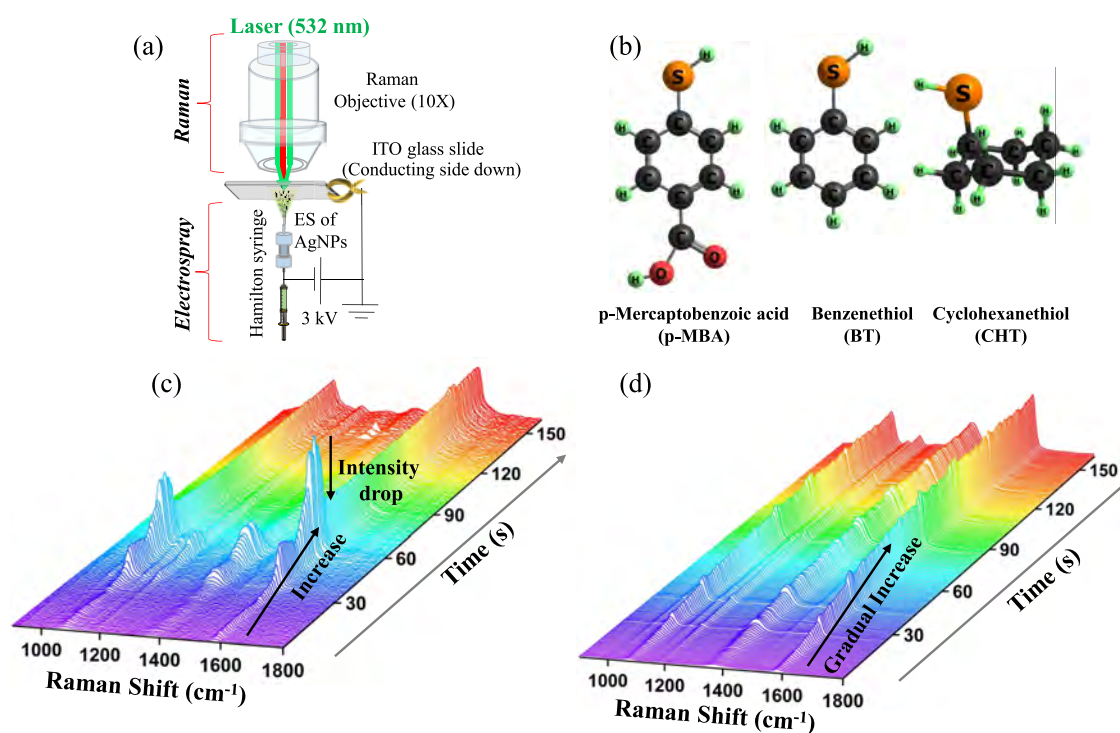 (a)
Laser (532 nm)
Raman
Raman
Objective (10X)
ITO glass slide
(Conducting side down)
Electrospray
Hamilton syringe
ES of
AgNPs
3 kV
(b)
S
H
C
C
C
C
C
C
H
H
H
H
C
O
O
H
S
H
C
C
C
C
C
C
H
H
H
H
H
H
S
H
C
C
C
C
C
C
H
H
H
H
H
H
H
H
p-Mercaptobenzoic acid
(p-MBA)
Benzenethiol
(BT)
Cyclohexanethiol
(CHT)
(c)
Intensity
drop
Increase
150
120
90
60
30
Time (s)
1000
1200
1400
1600
1800
Raman Shift (cm⁻¹)
(d)
Gradual Increase
150
120
90
60
30
Time (s)
1000
1200
1400
1600
1800
Raman Shift (cm⁻¹)